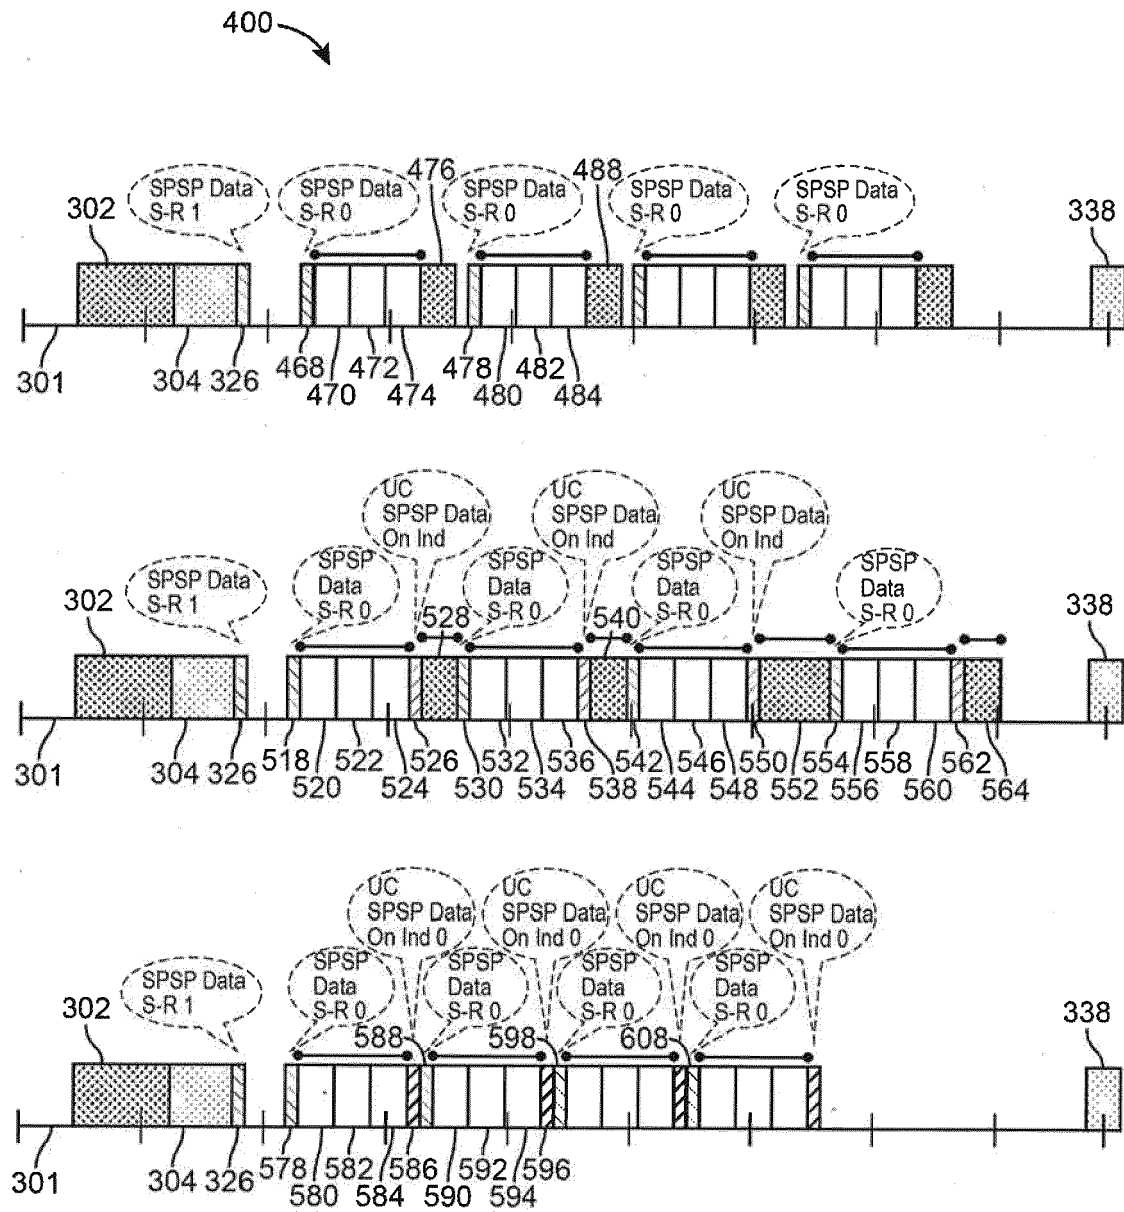 400
476
488
SPSP Data
S-R 1
SPSP Data
S-R 0
SPSP Data
S-R 0
SPSP Data
S-R 0
SPSP Data
S-R 0
302
338
301
304
326
468
470
472
474
478
480
482
484
UC
SPSP Data
On Ind
UC
SPSP Data
On Ind
UC
SPSP Data
On Ind
SPSP Data
S-R 1
SPSP
Data
S-R 0
SPSP
Data
S-R 0
SPSP
Data
S-R 0
SPSP
Data
S-R 0
302
528
540
338
301
304
326
518
520
522
524
526
530
532
534
536
538
542
544
546
548
550
552
554
556
558
560
562
564
UC
SPSP Data
On Ind 0
UC
SPSP Data
On Ind 0
UC
SPSP Data
On Ind 0
UC
SPSP Data
On Ind 0
SPSP Data
S-R 1
SPSP
Data
S-R 0
SPSP
Data
S-R 0
SPSP
Data
S-R 0
SPSP
Data
S-R 0
302
588
598
608
338
301
304
326
578
580
582
584
586
590
592
594
596